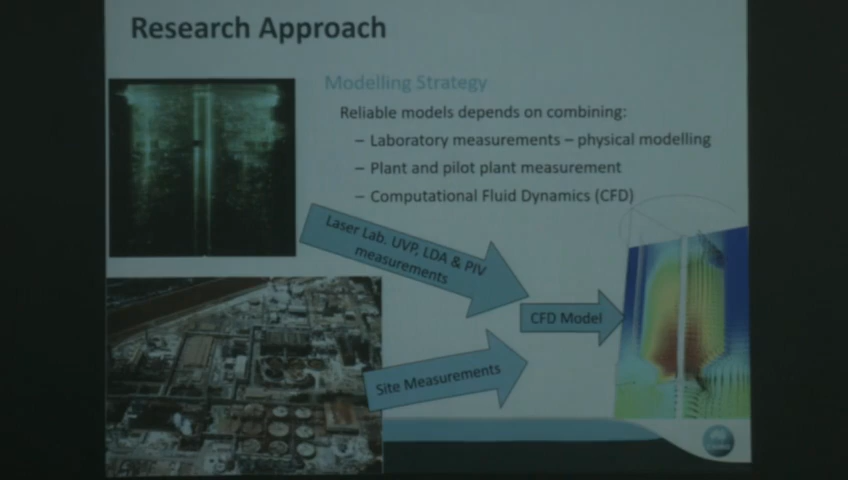 Research Approach
Modelling Strategy
Reliable models depends on combining:
– Laboratory measurements – physical modelling
– Plant and pilot plant measurement
– Computational Fluid Dynamics (CFD)
Laser Lab. UVP, LDA & PIV
measurements
CFD Model
Site Measurements